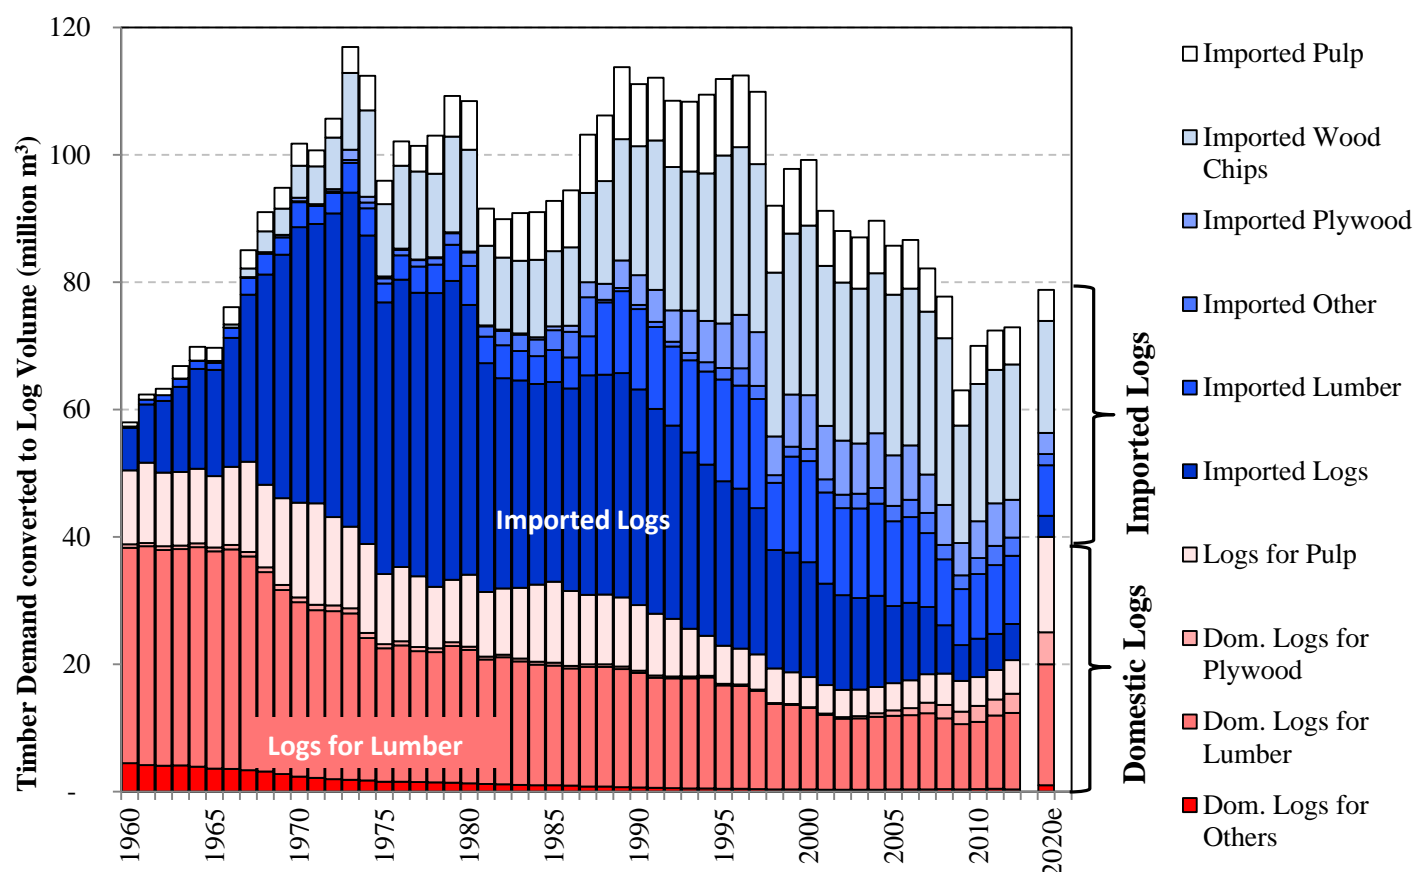 Timber Demand converted to Log Volume (million m³)
120
100
80
60
40
20
-
1960
1965
1970
1975
1980
1985
1990
1995
2000
2005
2010
2020e
Imported Logs
Logs for Lumber
Imported Logs
Domestic Logs
Imported Pulp
Imported Wood
Chips
Imported Plywood
Imported Other
Imported Lumber
Imported Logs
Logs for Pulp
Dom. Logs for
Plywood
Dom. Logs for
Lumber
Dom. Logs for
Others